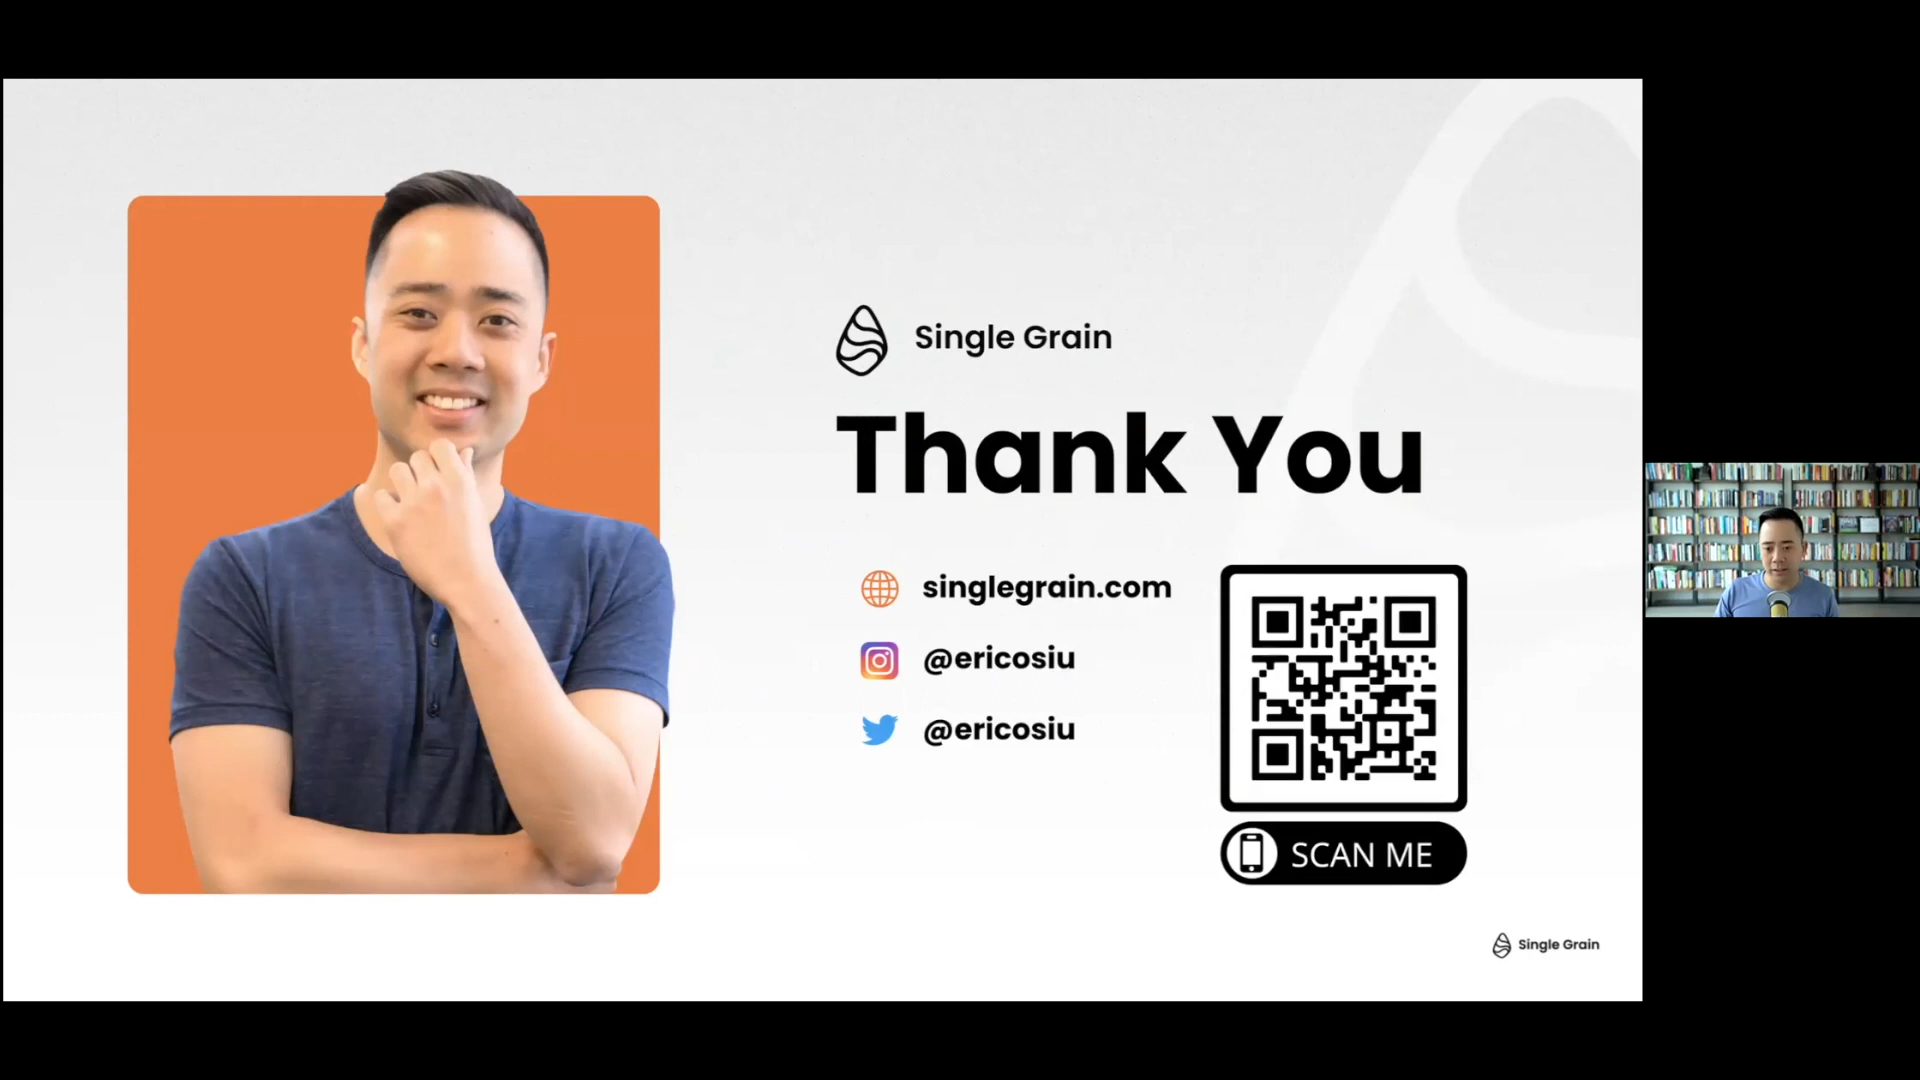 Single Grain
Thank You
singlegrain.com
@ericosiu
@ericosiu
SCAN ME
Single Grain